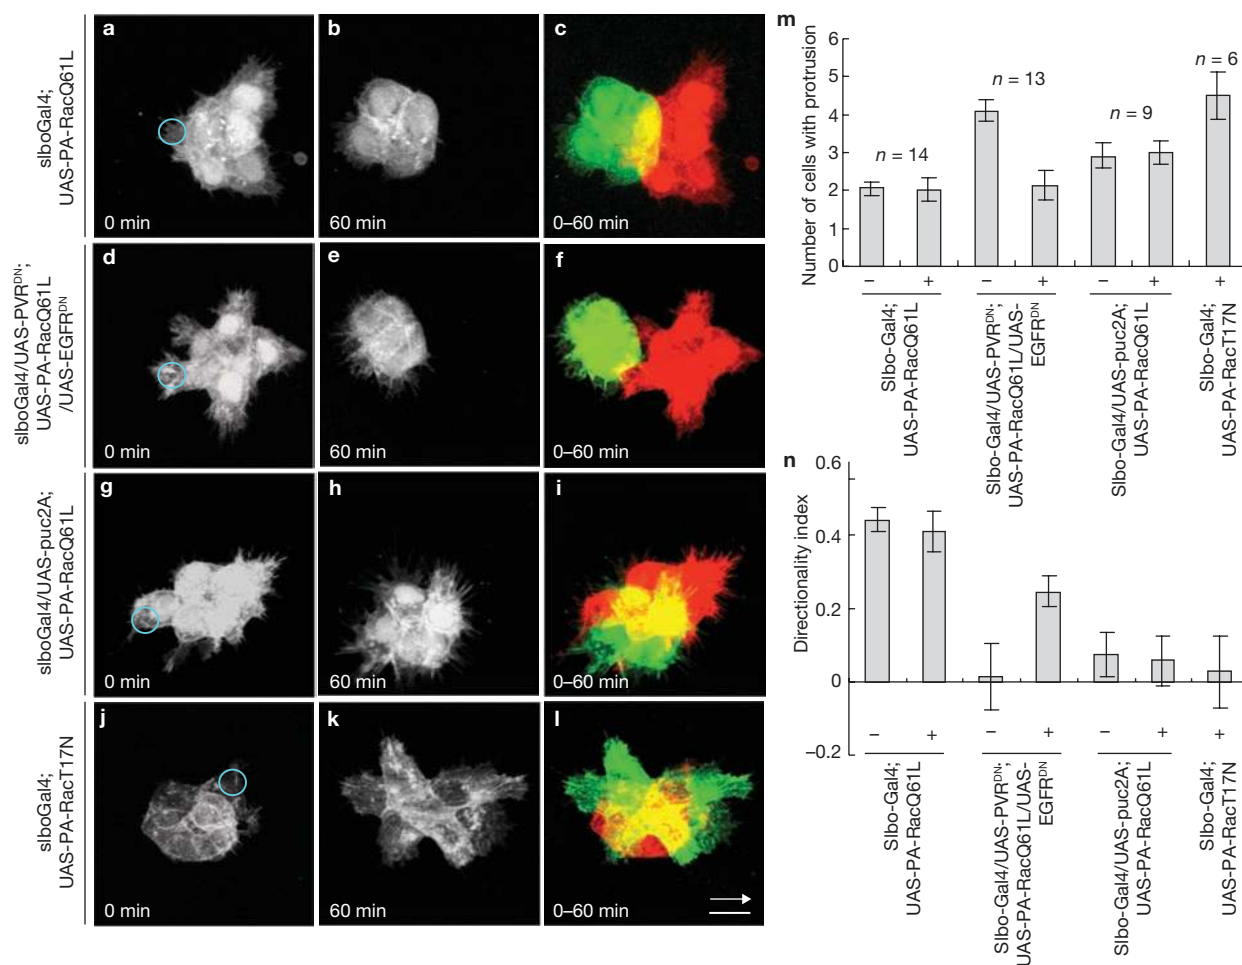 a
b
c
slboGal4;
UAS-PA-RacQ61L
0 min
60 min
0–60 min
d
e
f
slboGal4/UAS-PVR^DN;
UAS-PA-RacQ61L
/UAS-EGFR^DN
0 min
60 min
0–60 min
g
h
i
slboGal4/UAS-puc2A;
UAS-PA-RacQ61L
0 min
60 min
0–60 min
j
k
l
slboGal4;
UAS-PA-RacT17N
0 min
60 min
0–60 min
m
Number of cells with protrusion
6
5
4
3
2
1
0
n = 14
n = 13
n = 9
n = 6
– + – + – + +
Slbo-Gal4;
UAS-PA-RacQ61L
Slbo-Gal4/UAS-PVR^DN;
UAS-PA-RacQ61L/UAS-
EGFR^DN
Slbo-Gal4/UAS-puc2A;
UAS-PA-RacQ61L
Slbo-Gal4;
UAS-PA-RacT17N
n
Directionality index
0.6
0.4
0.2
0
–0.2
– + – + – + +
Slbo-Gal4;
UAS-PA-RacQ61L
Slbo-Gal4/UAS-PVR^DN;
UAS-PA-RacQ61L/UAS-
EGFR^DN
Slbo-Gal4/UAS-puc2A;
UAS-PA-RacQ61L
Slbo-Gal4;
UAS-PA-RacT17N